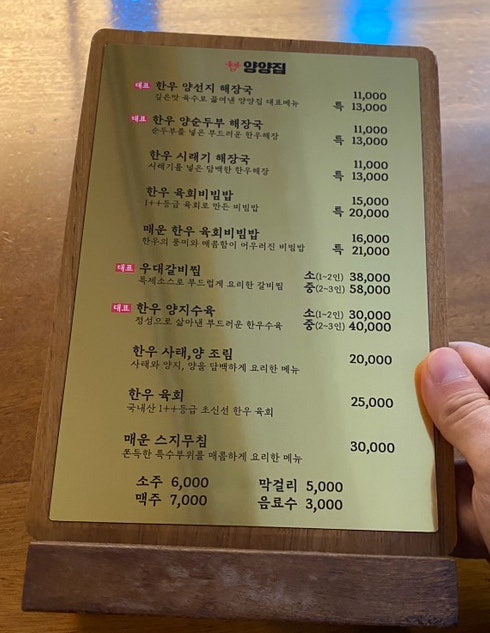 양양집
대표 한우 양선지 해장국 11,000
깊은맛 육수로 끓여낸 양양집 대표메뉴 특 13,000
대표 한우 양순두부 해장국 11,000
순두부를 넣은 부드러운 한우해장 특 13,000
한우 시래기 해장국 11,000
시래기를 넣은 담백한 한우해장 특 13,000
한우 육회비빔밥 15,000
1++등급 육회로 만든 비빔밥 특 20,000
매운 한우 육회비빔밥 16,000
한우의 풍미와 매콤함이 어우러진 비빔밥 특 21,000
대표 우대갈비찜 소(1~2인) 38,000
특제소스로 부드럽게 요리한 갈비찜 중(2~3인) 58,000
대표 한우 양지수육 소(1~2인) 30,000
정성으로 삶아낸 부드러운 한우수육 중(2~3인) 40,000
한우 사태,양 조림 20,000
사태와 양지, 양을 담백하게 요리한 메뉴
한우 육회 25,000
국내산 1++등급 초신선 한우 육회
매운 스지무침 30,000
쫀득한 특수부위를 매콤하게 요리한 메뉴
소주 6,000 막걸리 5,000
맥주 7,000 음료수 3,000